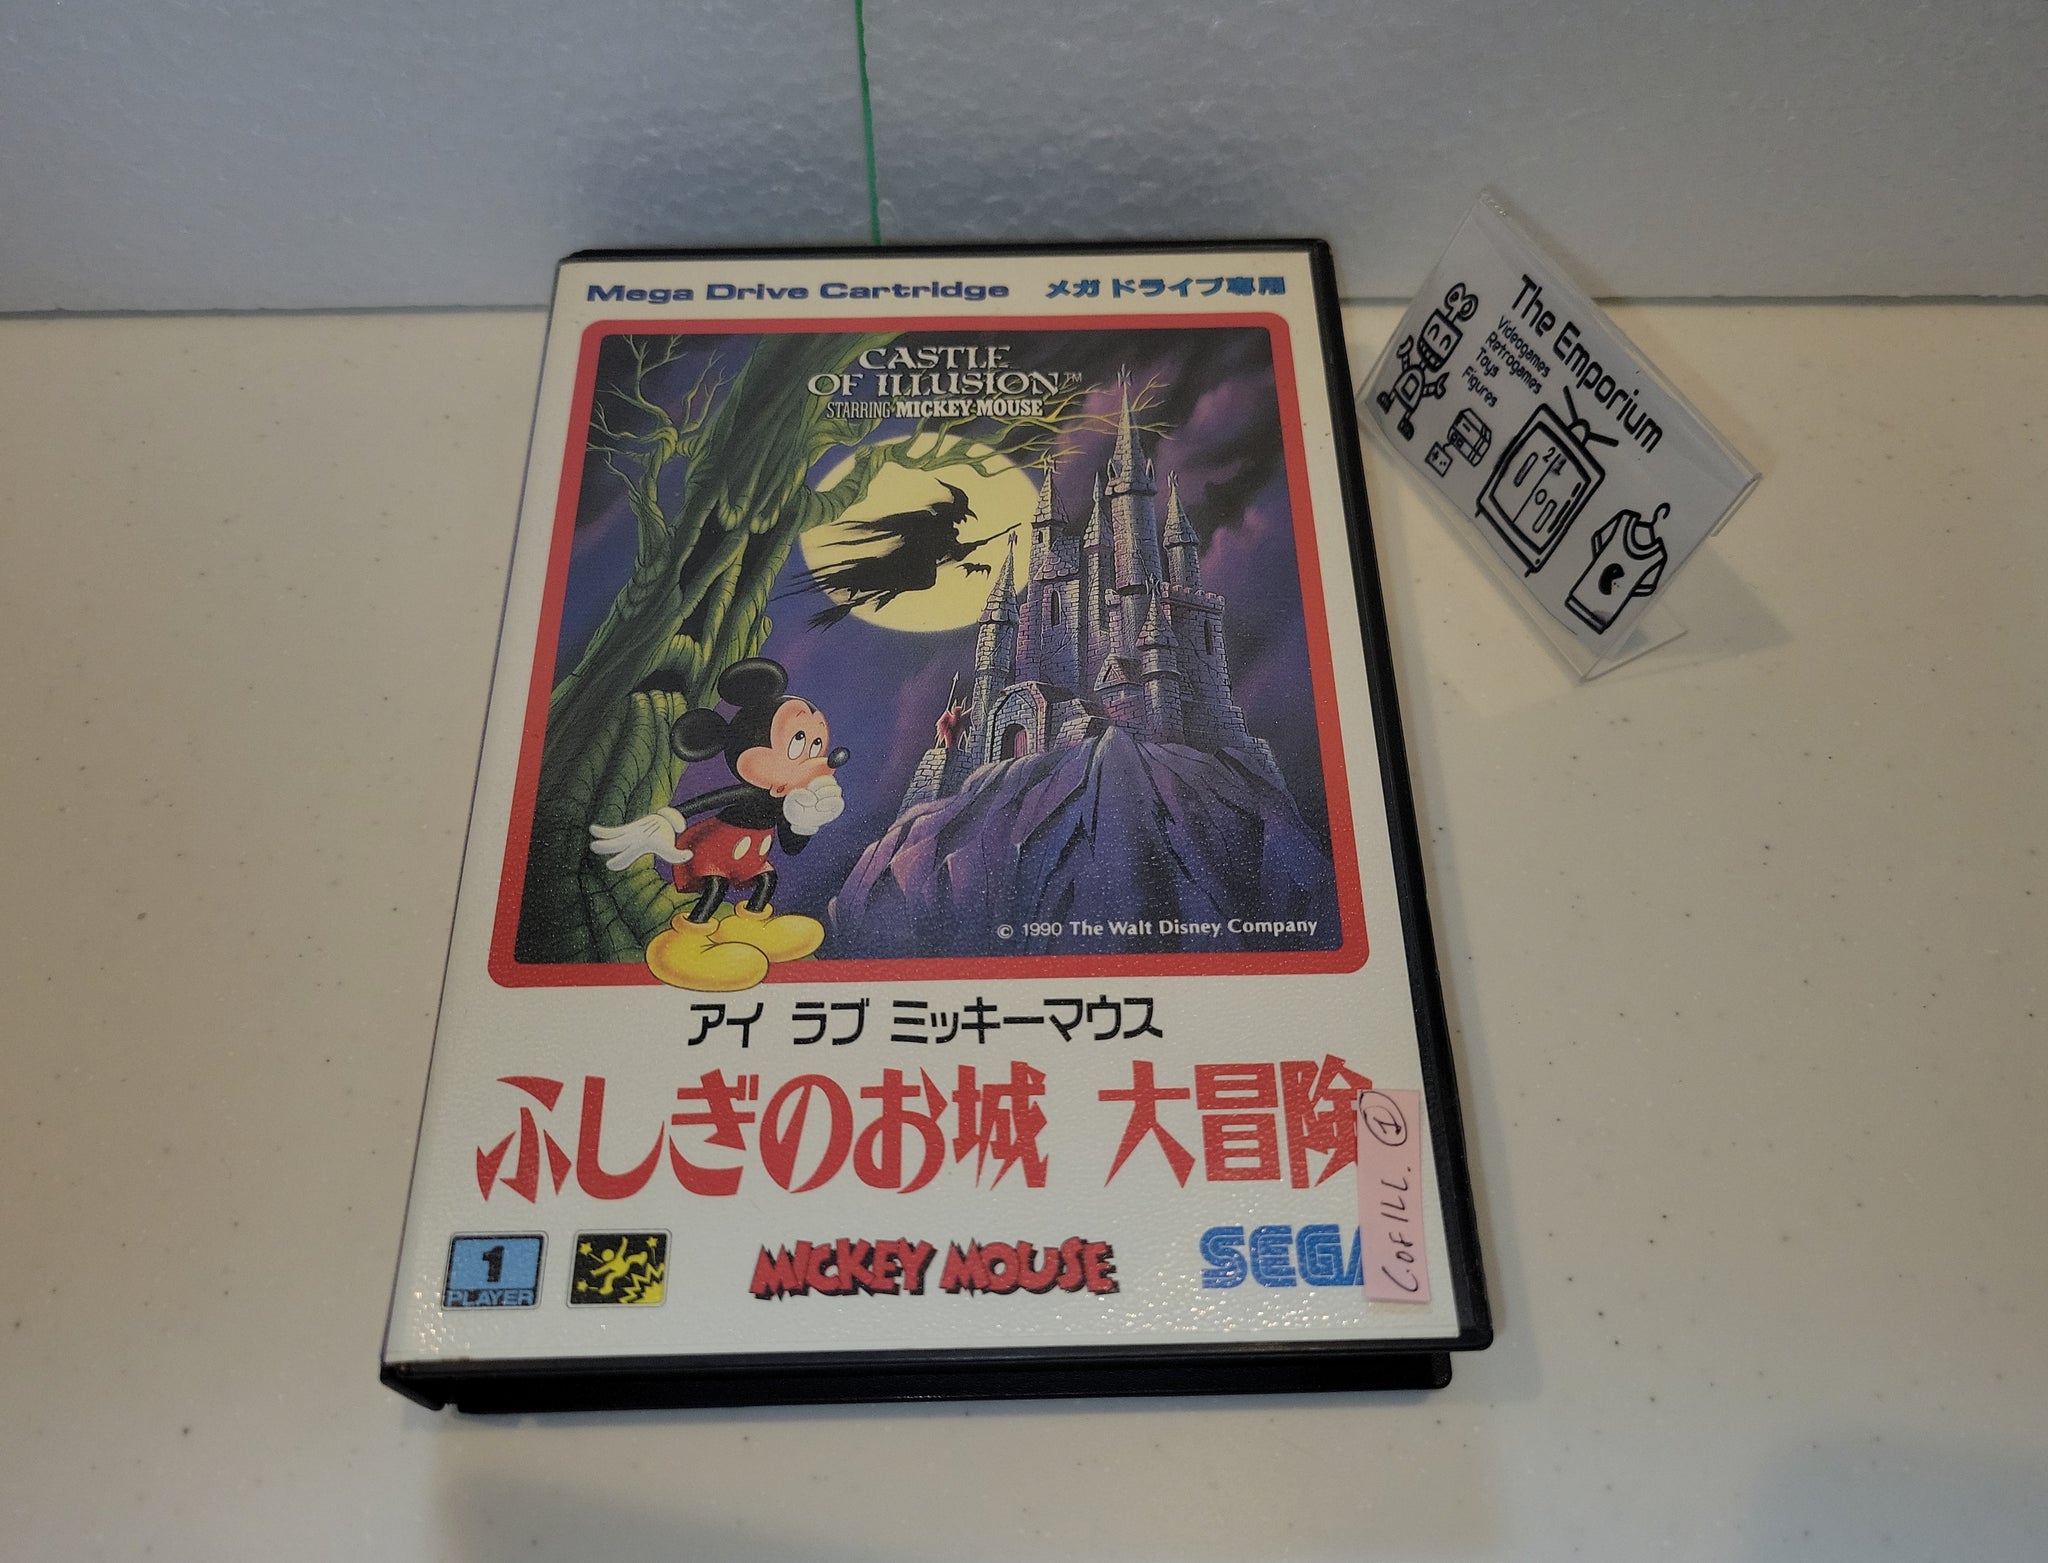 Mega Drive Cartridge メガドライブ専用
CASTLE
OF ILLUSION™
STARRING MICKEY MOUSE
© 1990 The Walt Disney Company
アイ ラブ ミッキーマウス
ふしぎのお城 大冒険
1
PLAYER
MICKEY MOUSE
SEGA
C.OF ILL. 1
The Emporium
Videogames
Retrogames
Toys
Figures